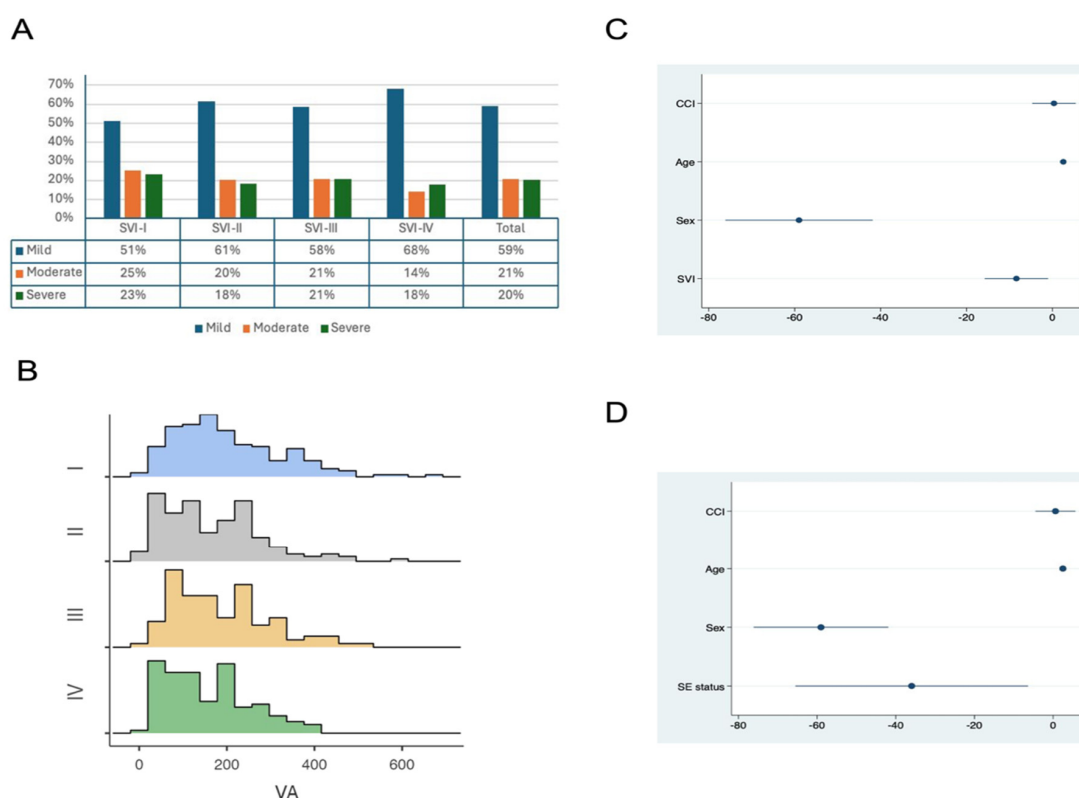 A
70%
60%
50%
40%
30%
20%
10%
0%
SVI-I SVI-II SVI-III SVI-IV Total
Mild 51% 61% 58% 68% 59%
Moderate 25% 20% 21% 14% 21%
Severe 23% 18% 21% 18% 20%
Mild Moderate Severe
B
I
II
III
IV
0 200 400 600
VA
C
CCI
Age
Sex
SVI
-80 -60 -40 -20 0
D
CCI
Age
Sex
SE status
-80 -60 -40 -20 0